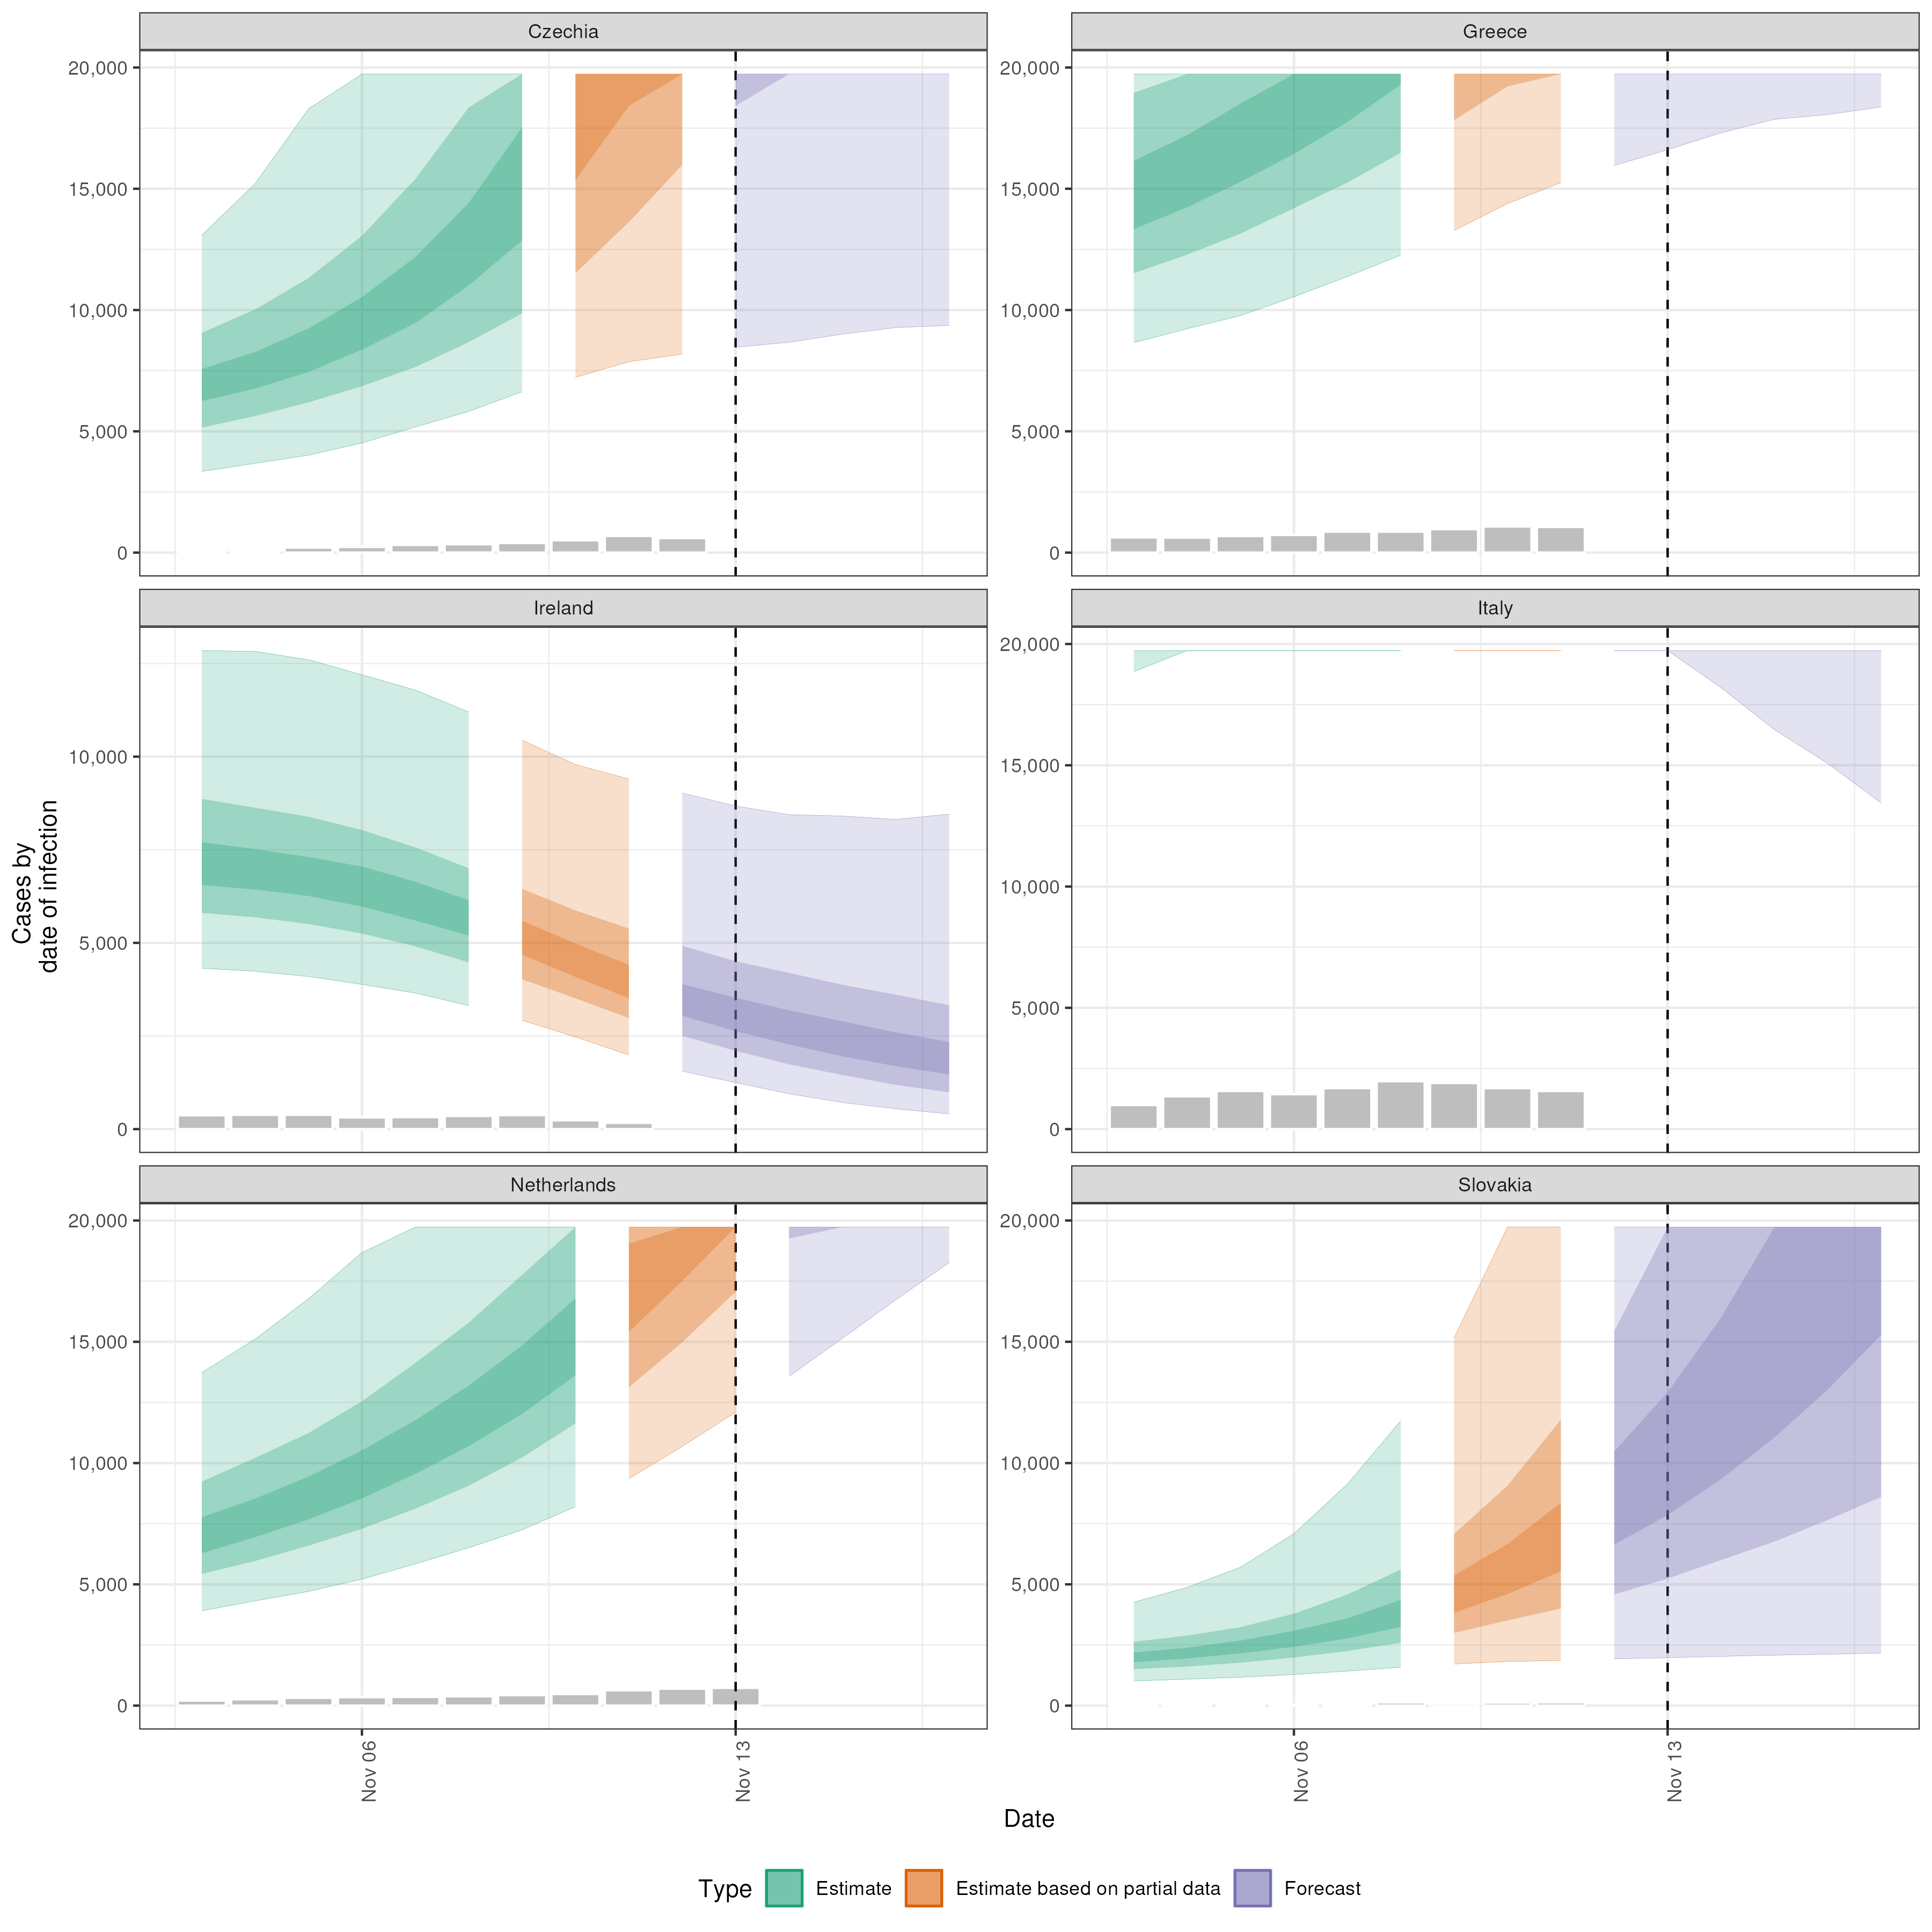 Czechia
Greece
20,000
15,000
10,000
5,000
0
20,000
15,000
10,000
5,000
0
Ireland
Italy
10,000
5,000
0
20,000
15,000
10,000
5,000
0
Netherlands
Slovakia
20,000
15,000
10,000
5,000
0
20,000
15,000
10,000
5,000
0
Cases by
date of infection
Nov 06
Nov 13
Nov 06
Nov 13
Date
Type Estimate Estimate based on partial data Forecast